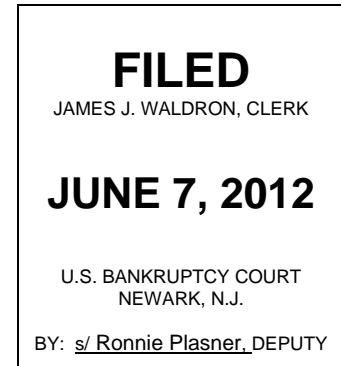 FILED
JAMES J. WALDRON, CLERK
JUNE 7, 2012
U.S. BANKRUPTCY COURT
NEWARK, N.J.
BY: s/ Ronnie Plasner, DEPUTY